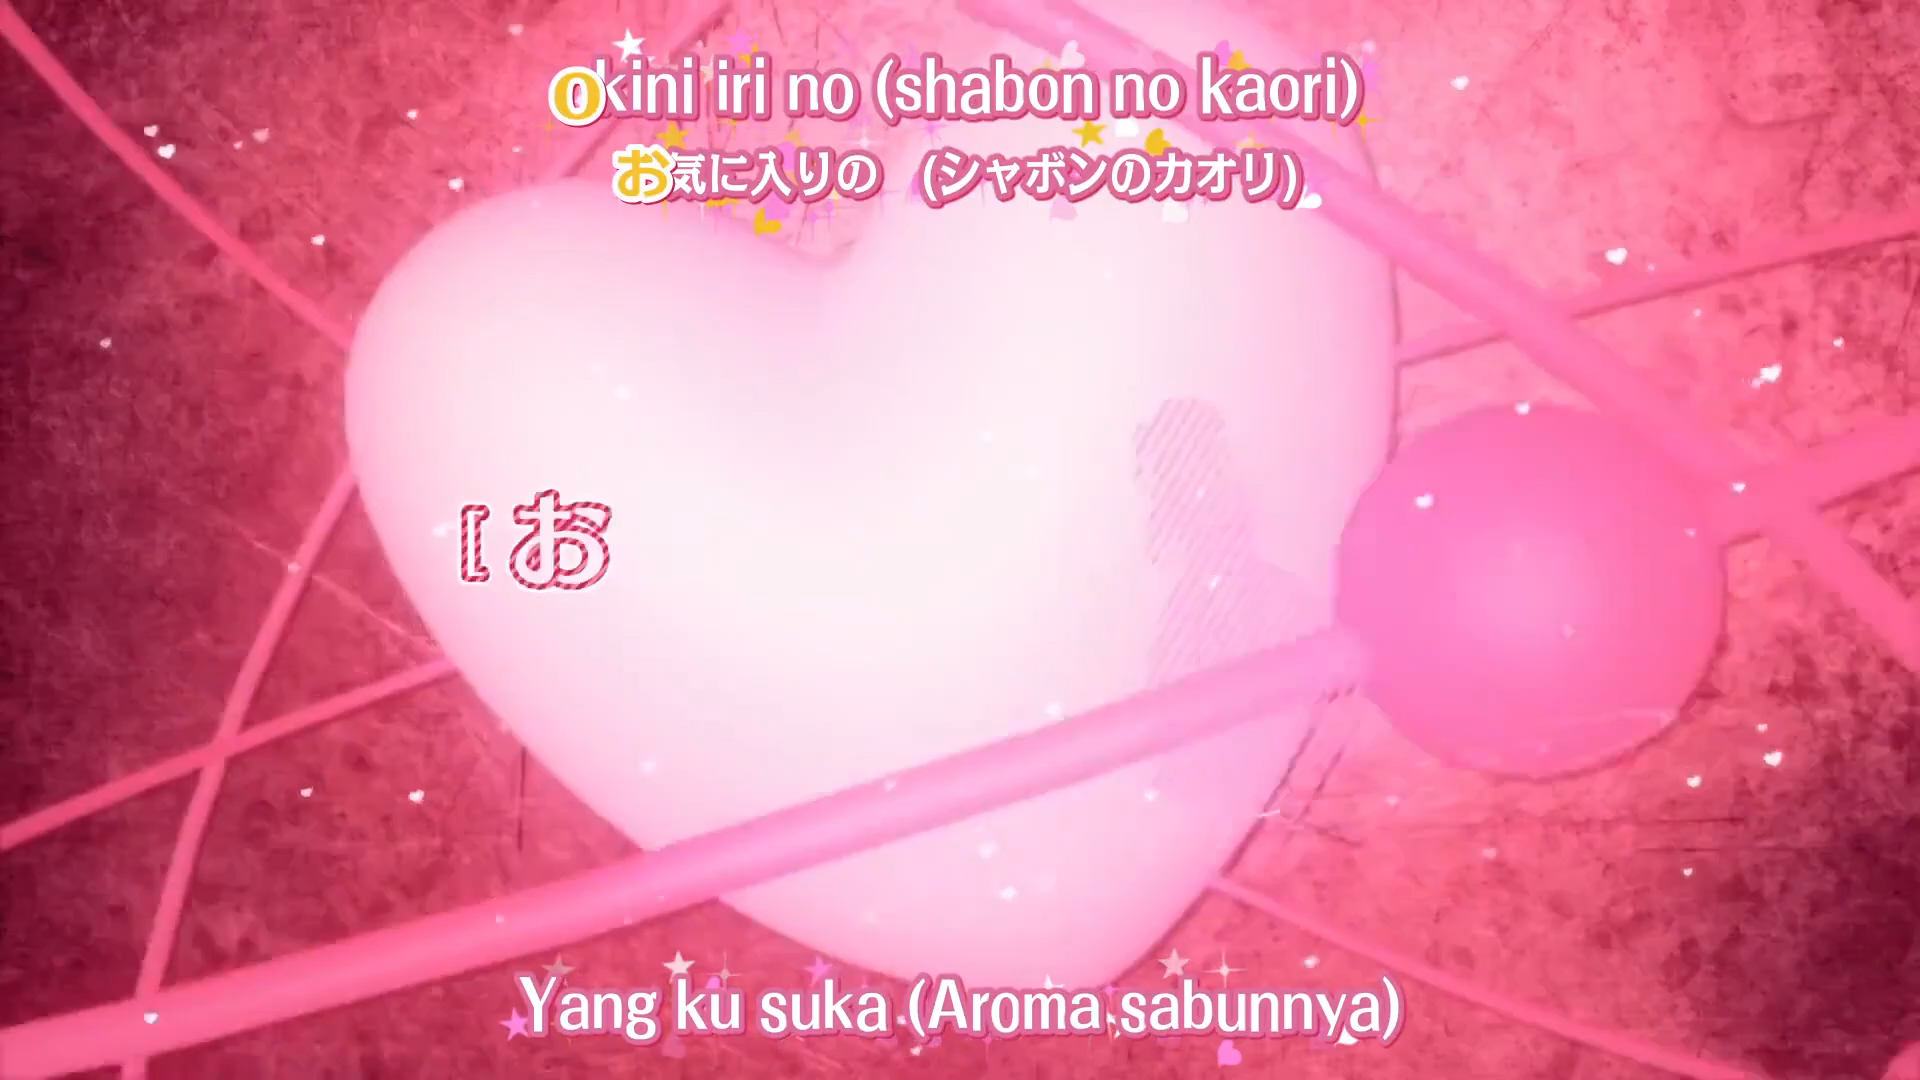 okini iri no (shabon no kaori)
お気に入りの (シャボンのカオリ)
[お
Yang ku suka (Aroma sabunnya)